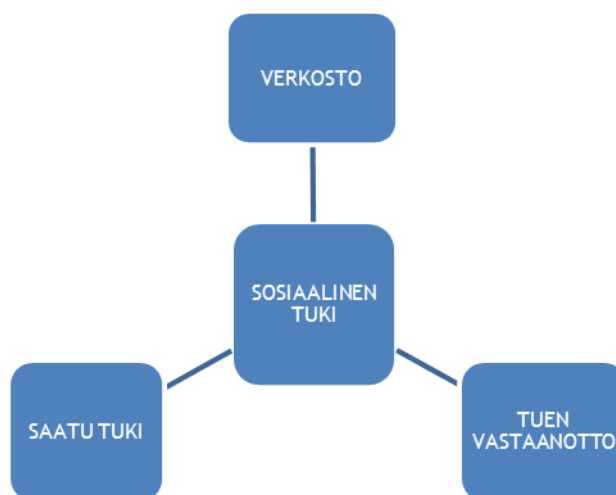 VERKOSTO
SOSIAALINEN
TUKI
SAATU TUKI
TUEN
VASTAANOTTO